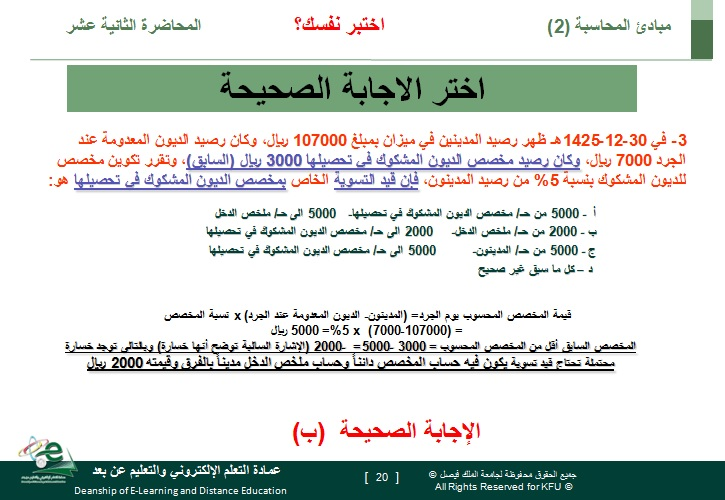 مبادئ المحاسبة (2) اختبر نفسك؟ المحاضرة الثانية عشر
اختر الاجابة الصحيحة
3- في 30-12-1425هـ ظهر رصيد المدينين في ميزان بمبلغ 107000 ريال، وكان رصيد الديون المعدومة عند
الجرد 7000 ريال، وكان رصيد مخصص الديون المشكوك في تحصيلها 3000 ريال (السابق)، وتقرر تكوين مخصص
للديون المشكوك بنسبة 5% من رصيد المدينون، فإن قيد التسوية الخاص بمخصص الديون المشكوك في تحصيلها هو:
أ - 5000 من حـ/ مخصص الديون المشكوك في تحصيلها- 5000 الى حـ/ ملخص الدخل
ب - 2000 من حـ/ ملخص الدخل- 2000 الى حـ/ مخصص الديون المشكوك في تحصيلها
ج - 5000 من حـ/ المدينون- 5000 الى حـ/ مخصص الديون المشكوك في تحصيلها
د – كل ما سبق غير صحيح
قيمة المخصص المحسوب يوم الجرد= (المدينون- الديون المعدومة عند الجرد) x نسبة المخصص
= (107000-7000) x 5%= 5000 ريال
المخصص السابق أقل من المخصص المحسوب = 3000 -5000= -2000 (الإشارة السالبة توضح أنها خسارة) وبالتالي توجد خسارة
محتملة تحتاج قيد تسوية يكون فيه حساب المخصص دائناً وحساب ملخص الدخل مديناً بالفرق وقيمته 2000 ريال
الإجابة الصحيحة (ب)
جميع الحقوق محفوظة لجامعة الملك فيصل ©
All Rights Reserved for KFU ©
[ 20 ]
عمادة التعلم الإلكتروني والتعليم عن بعد
Deanship of E-Learning and Distance Education